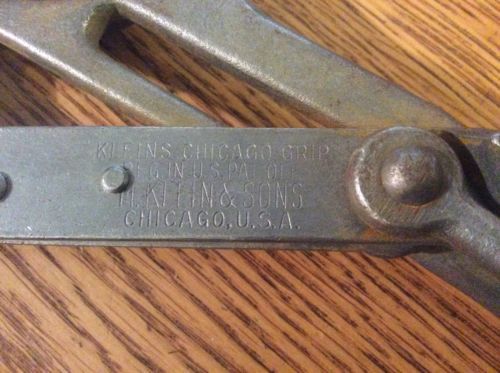 KLEINS CHICAGO GRIP
REG IN U.S. PAT. OFF.
M.KLEIN & SONS
CHICAGO, U.S.A.